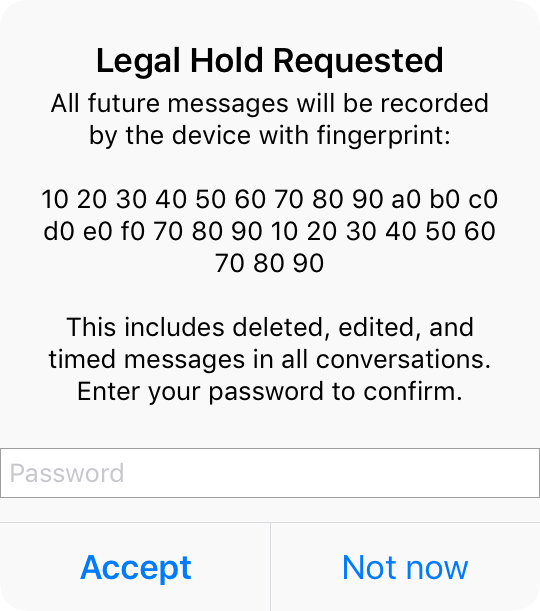 Legal Hold Requested
All future messages will be recorded
by the device with fingerprint:
10 20 30 40 50 60 70 80 90 a0 b0 c0
d0 e0 f0 70 80 90 10 20 30 40 50 60
70 80 90
This includes deleted, edited, and
timed messages in all conversations.
Enter your password to confirm.
Password
Accept
Not now